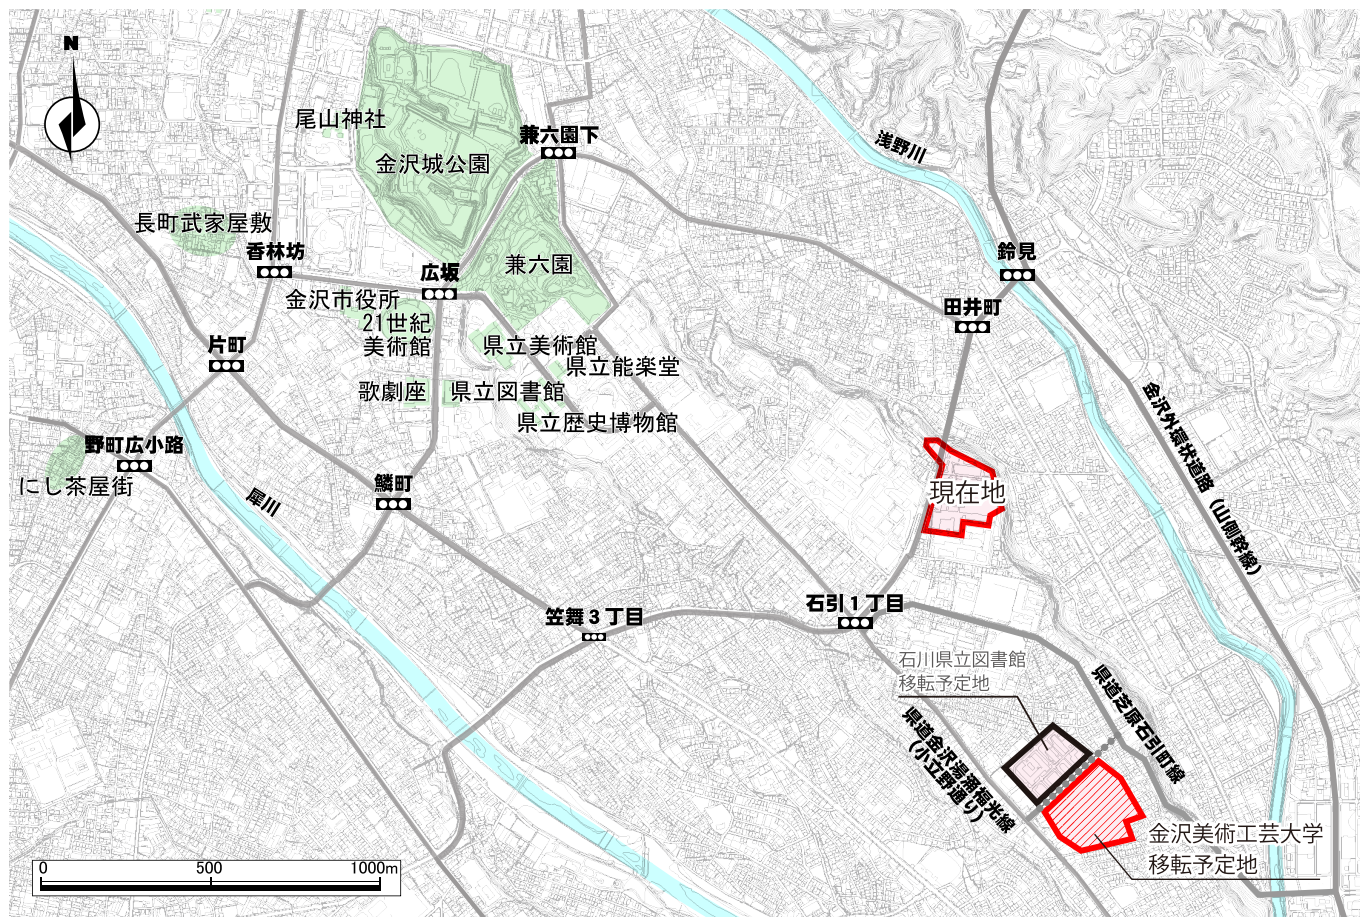 N
尾山神社
兼六園下
浅野川
金沢城公園
長町武家屋敷
香林坊
鈴見
兼六園
広坂
金沢市役所
田井町
21世紀
美術館
片町
県立美術館
県立能楽堂
歌劇座
県立図書館
県立歴史博物館
金沢外環状道路(山側幹線)
野町広小路
にし茶屋街
鱗町
犀川
現在地
笠舞3丁目
石引1丁目
石川県立図書館
移転予定地
県道芝原石引町線
県道金沢湯涌福光線
(小立野通り)
金沢美術工芸大学
移転予定地
0 500 1000m